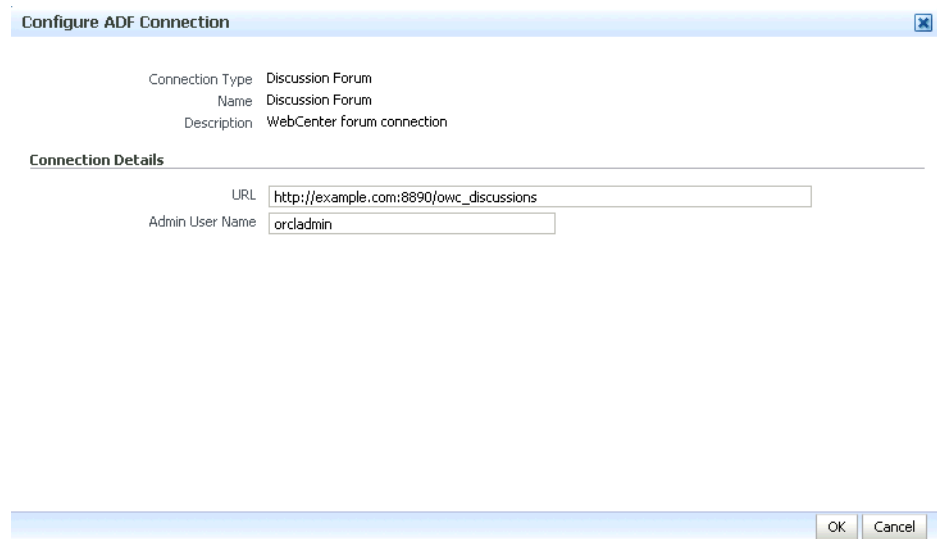 Configure ADF Connection
Connection Type Discussion Forum
Name Discussion Forum
Description WebCenter forum connection
Connection Details
URL http://example.com:8890/owc_discussions
Admin User Name orcladmin
OK Cancel